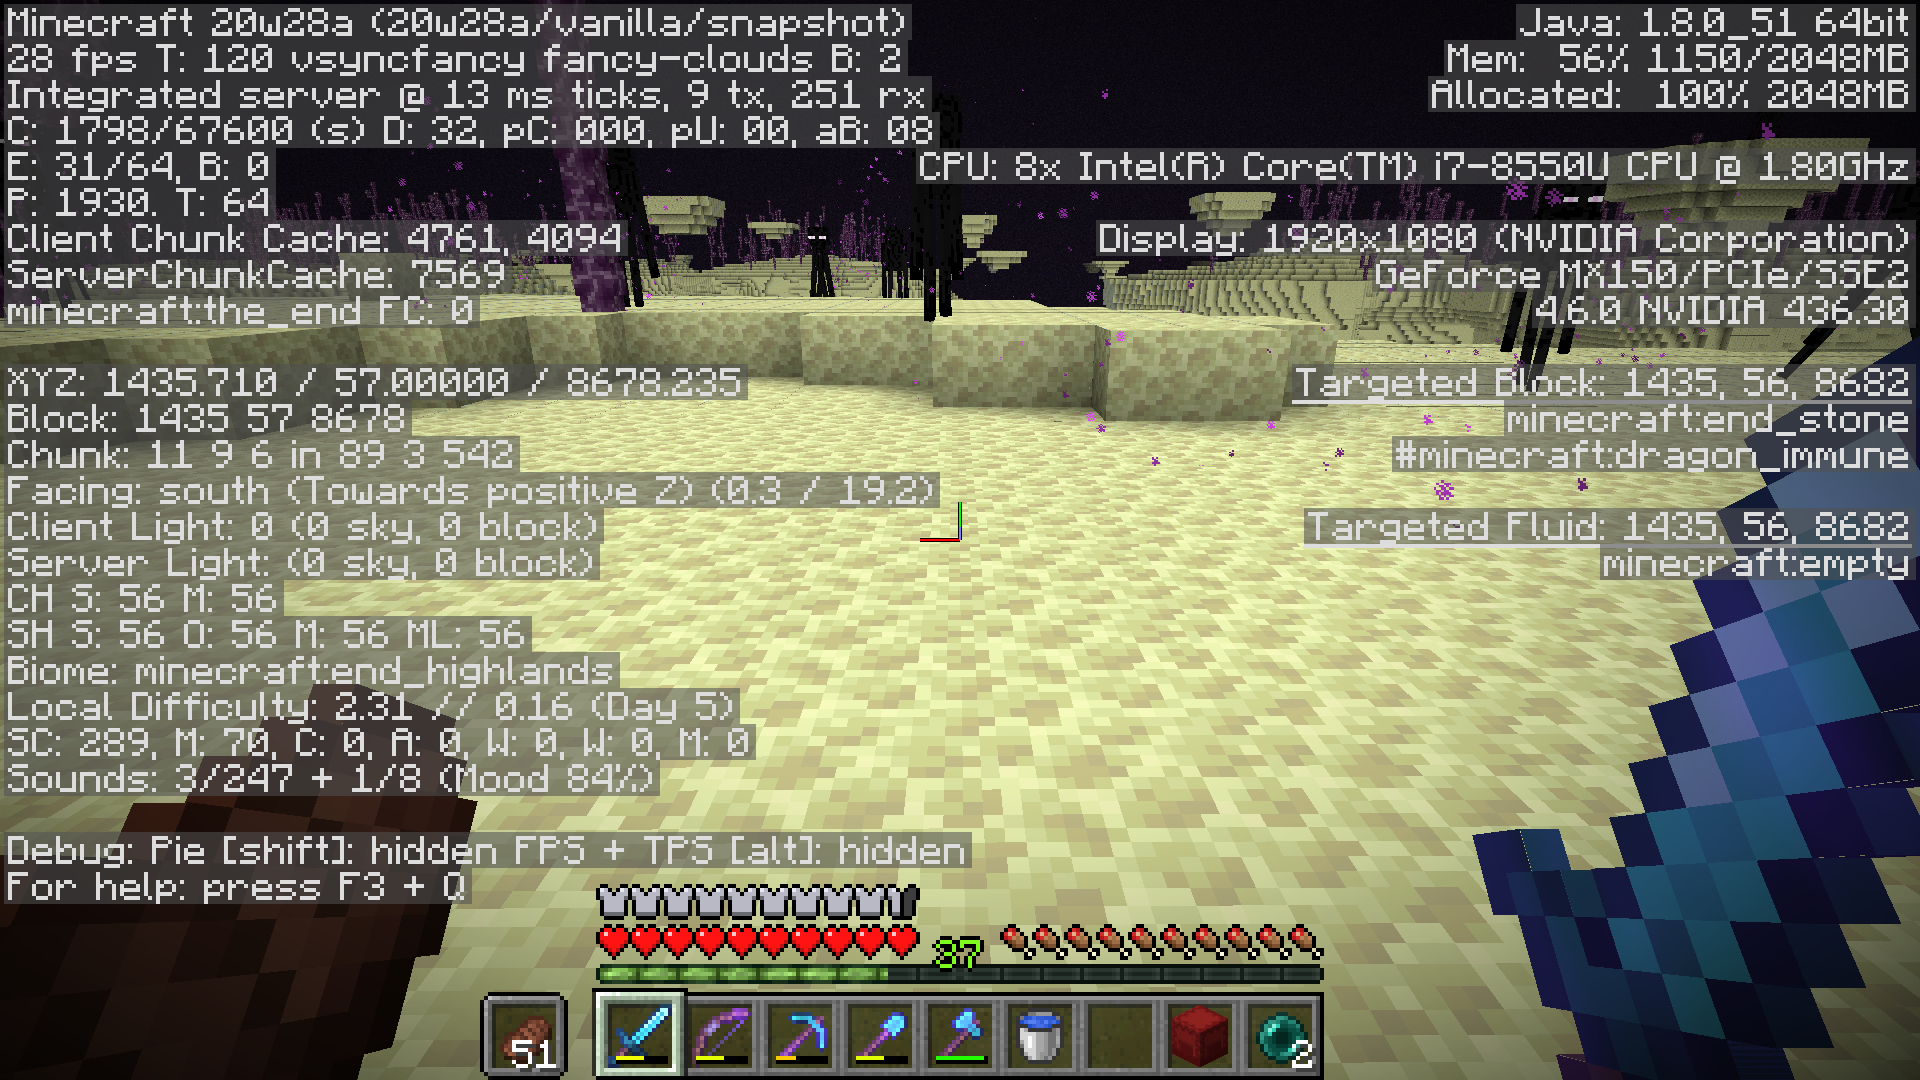 Minecraft 20w28a (20w28a/vanilla/snapshot)
28 fps T: 120 vsyncfancy fancy-clouds B: 2
Integrated server @ 13 ms ticks, 9 tx, 251 rx
C: 1798/67600 (s) D: 32, pC: 000, pU: 00, aB: 08
E: 31/64, B: 0
P: 1930. T: 64
Client Chunk Cache: 4761, 4094
ServerChunkCache: 7569
minecraft:the_end FC: 0
XYZ: 1435.710 / 57.00000 / 8678.235
Block: 1435 57 8678
Chunk: 11 9 6 in 89 3 542
Facing: south (Towards positive Z) (0.3 / 19.2)
Client Light: 0 (0 sky, 0 block)
Server Light: (0 sky, 0 block)
CH S: 56 M: 56
SH S: 56 O: 56 M: 56 ML: 56
Biome: minecraft:end_highlands
Local Difficulty: 2.31 // 0.16 (Day 5)
SC: 289, M: 70, C: 0, A: 0, W: 0, W: 0, M: 0
Sounds: 3/247 + 1/8 (Mood 84%)
Debug: Pie [shift]: hidden FPS + TPS [alt]: hidden
For help: press F3 + Q
Java: 1.8.0_51 64bit
Mem: 56% 1150/2048MB
Allocated: 100% 2048MB
CPU: 8x Intel(R) Core(TM) i7-8550U CPU @ 1.80GHz
Display: 1920x1080 (NVIDIA Corporation)
GeForce MX150/PCIe/SSE2
4.6.0 NVIDIA 436.30
Targeted Block: 1435, 56, 8682
minecraft:end_stone
#minecraft:dragon_immune
Targeted Fluid: 1435, 56, 8682
minecraft:empty
37
51
2